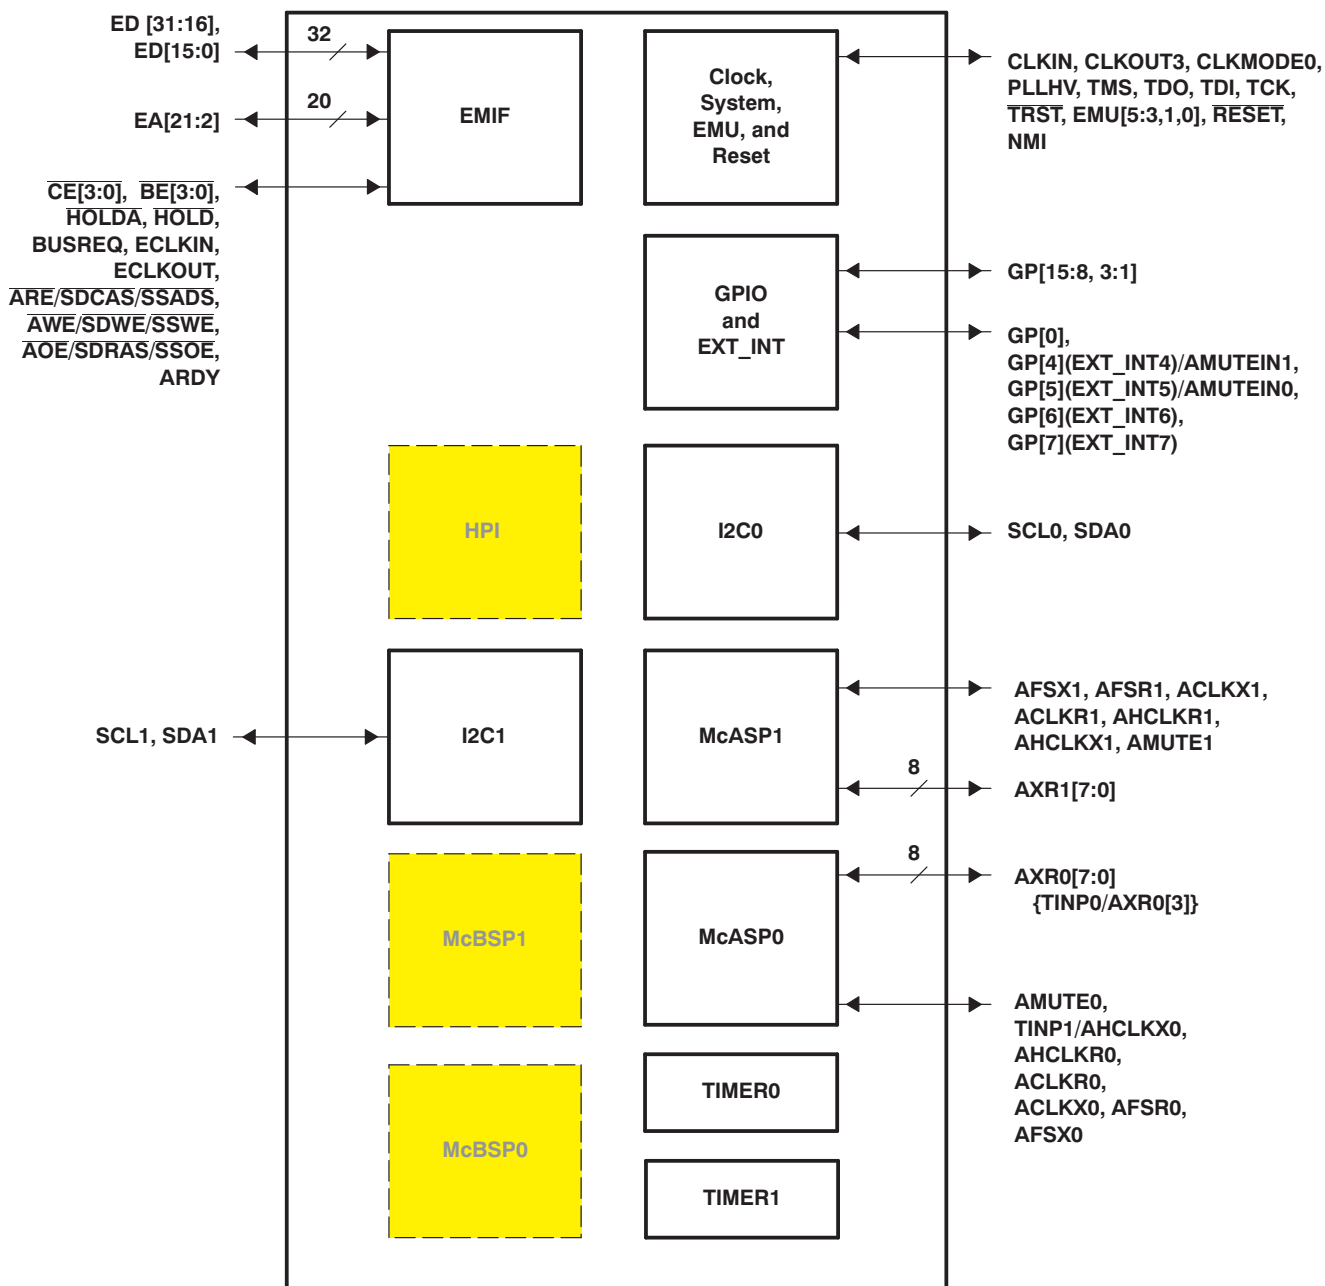 ED [31:16],
ED[15:0]
32
EA[21:2]
20
CE[3:0], BE[3:0],
HOLDA, HOLD,
BUSREQ, ECLKIN,
ECLKOUT,
ARE/SDCAS/SSADS,
AWE/SDWE/SSWE,
AOE/SDRAS/SSOE,
ARDY
EMIF
Clock,
System,
EMU, and
Reset
CLKIN, CLKOUT3, CLKMODE0,
PLLHV, TMS, TDO, TDI, TCK,
TRST, EMU[5:3,1,0], RESET,
NMI
GPIO
and
EXT_INT
GP[15:8, 3:1]
GP[0],
GP[4](EXT_INT4)/AMUTEIN1,
GP[5](EXT_INT5)/AMUTEIN0,
GP[6](EXT_INT6),
GP[7](EXT_INT7)
HPI
I2C0
SCL0, SDA0
SCL1, SDA1
I2C1
McASP1
AFSX1, AFSR1, ACLKX1,
ACLKR1, AHCLKR1,
AHCLKX1, AMUTE1
8
AXR1[7:0]
McBSP1
McASP0
8
AXR0[7:0]
{TINP0/AXR0[3]}
AMUTE0,
TINP1/AHCLKX0,
AHCLKR0,
ACLKR0,
ACLKX0, AFSR0,
AFSX0
McBSP0
TIMER0
TIMER1